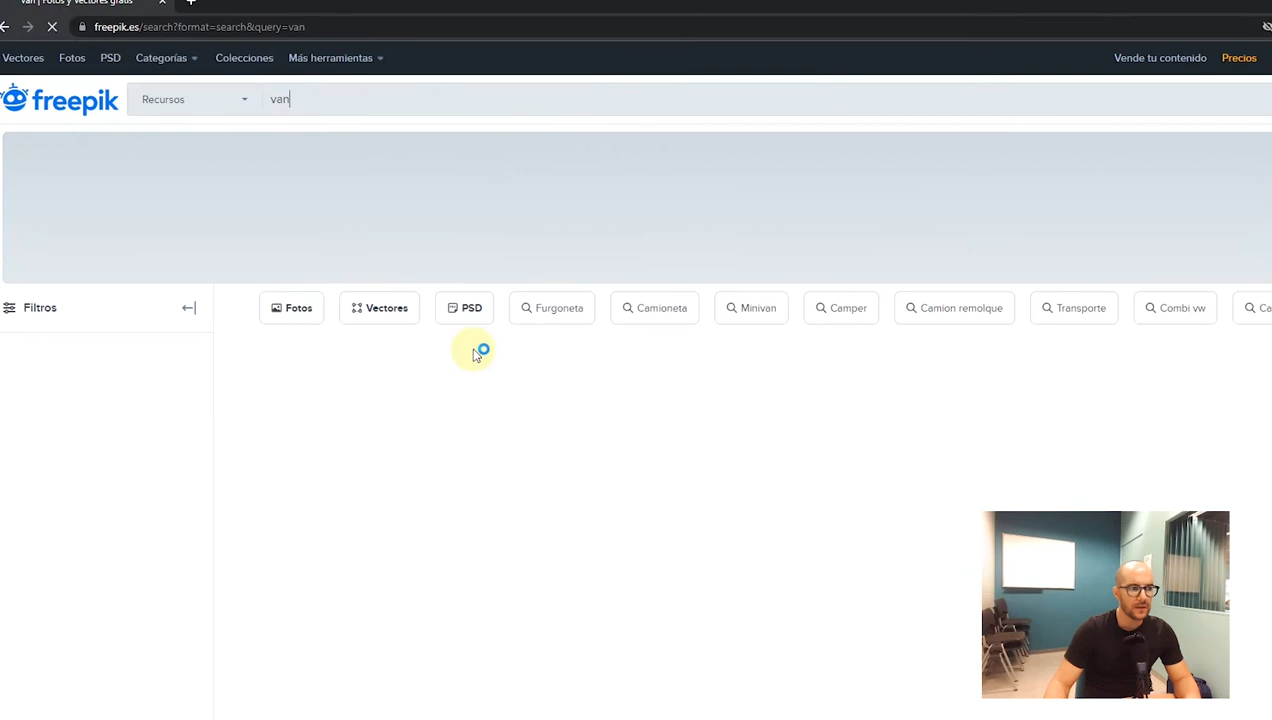 van | Fotos y Vectores gratis
freepik.es/search?format=search&query=van
Vectores Fotos PSD Categorías Colecciones Más herramientas Vende tu contenido Precios
freepik Recursos van
Filtros Fotos Vectores PSD Furgoneta Camioneta Minivan Camper Camion remolque Transporte Combi vw Ca